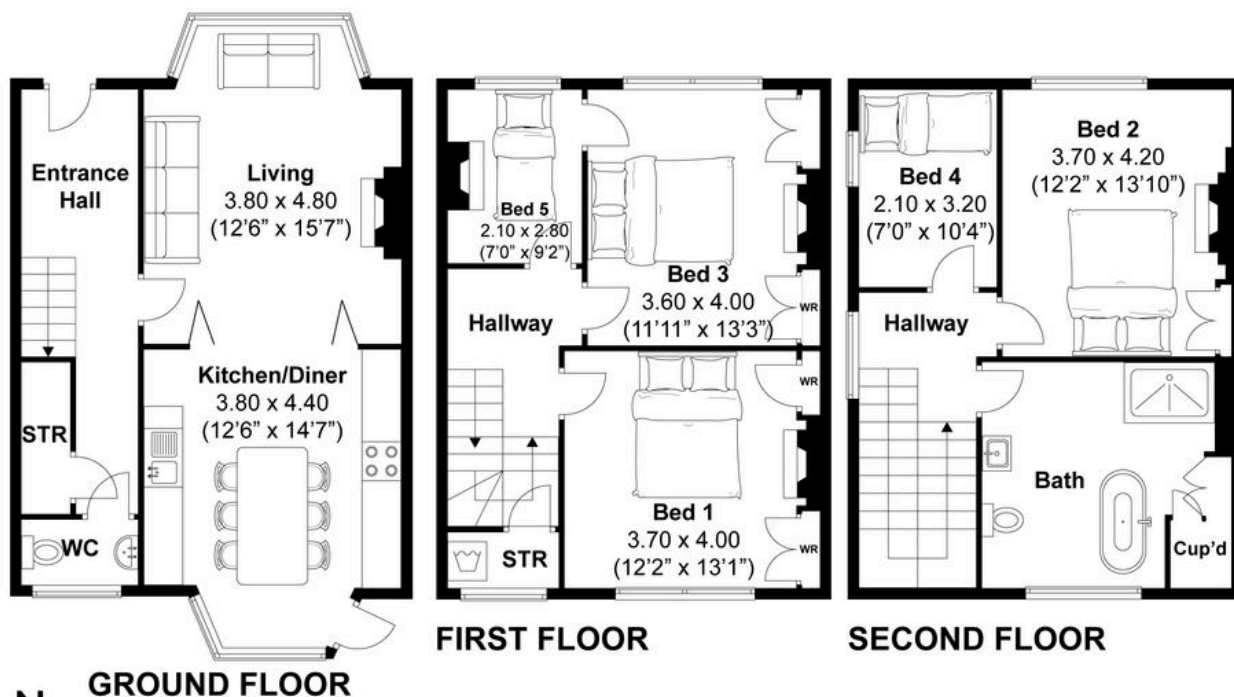 Entrance
Hall
Living
3.80 x 4.80
(12'6" x 15'7")
Kitchen/Diner
3.80 x 4.40
(12'6" x 14'7")
STR
WC
GROUND FLOOR
Bed 5
2.10 x 2.80
(7'0" x 9'2")
Bed 3
3.60 x 4.00
(11'11" x 13'3")
WR
Hallway
WR
Bed 1
3.70 x 4.00
(12'2" x 13'1")
WR
STR
FIRST FLOOR
Bed 4
2.10 x 3.20
(7'0" x 10'4")
Bed 2
3.70 x 4.20
(12'2" x 13'10")
Hallway
Bath
Cup'd
SECOND FLOOR